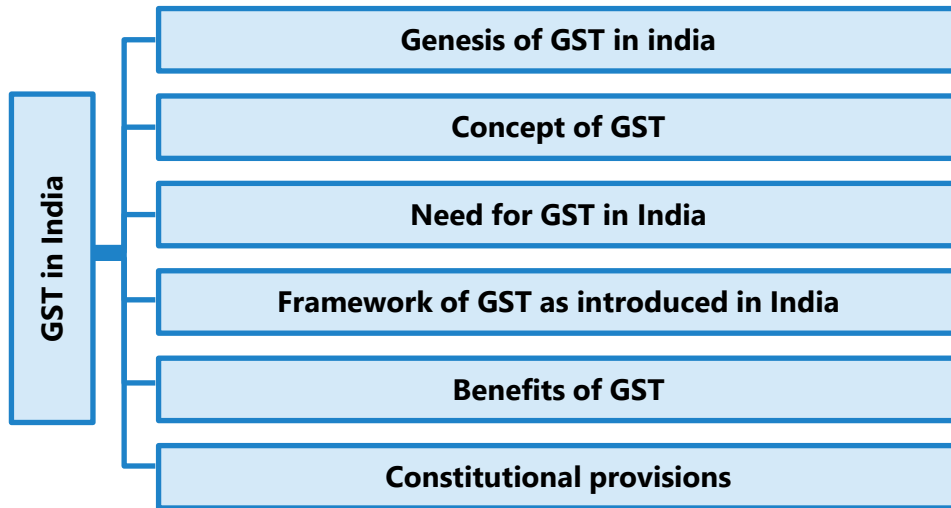 GST in India
Genesis of GST in india
Concept of GST
Need for GST in India
Framework of GST as introduced in India
Benefits of GST
Constitutional provisions